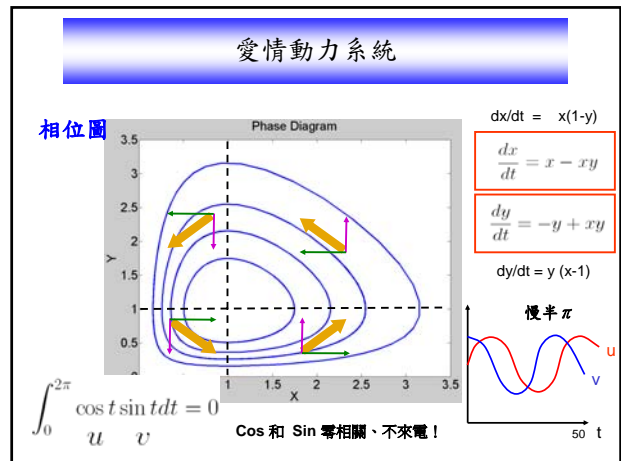 愛情動力系統
相位圖
Phase Diagram
3.5
3
2.5
2
1.5
1
0.5
Y
1
1.5
2
2.5
3
3.5
X
dx/dt = x(1-y)
dx/dt = x − xy
dy/dt = −y + xy
dy/dt = y (x-1)
慢半π
u
v
50 t
∫₀^{2π} cos t sin t dt = 0
u v
Cos 和 Sin 零相關、不來電！